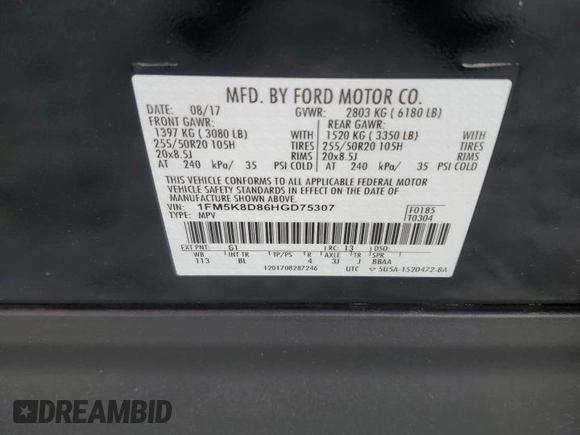 MFD. BY FORD MOTOR CO.
DATE: 08/17 GVWR: 2803 KG ( 6180 LB)
FRONT GAWR: REAR GAWR:
1397 KG ( 3080 LB) WITH 1520 KG ( 3350 LB) WITH
255/50R20 105H TIRES 255/50R20 105H TIRES
20x8.5J RIMS 20x8.5J RIMS
AT 240 kPa/ 35 PSI COLD AT 240 kPa/ 35 PSI COLD
THIS VEHICLE CONFORMS TO ALL APPLICABLE FEDERAL MOTOR
VEHICLE SAFETY STANDARDS IN EFFECT ON THE DATE OF
MANUFACTURE SHOWN ABOVE.
VIN: 1FM5K8D86HGD75307
TYPE: MPV
F0185
T0304
EXT PNT: G1 RC: 13 DSO:
WB INT TR TP/PS R AXLE TR SPR
113 BL 4 3J J BBAA
1201708287246 UTC 5U5A-1520472-BA
DREAMBID